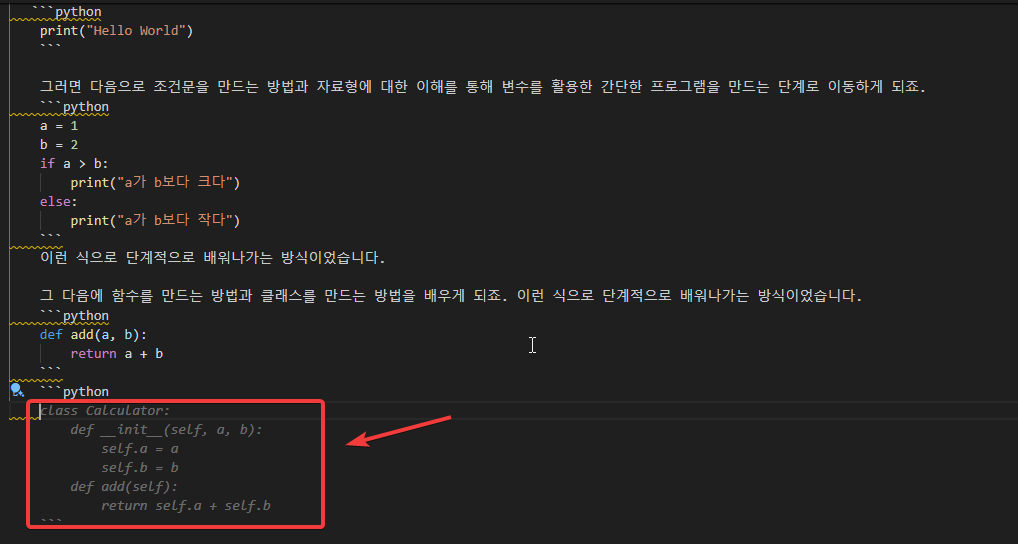 ```python
print("Hello World")
```
그러면 다음으로 조건문을 만드는 방법과 자료형에 대한 이해를 통해 변수를 활용한 간단한 프로그램을 만드는 단계로 이동하게 되죠.
```python
a = 1
b = 2
if a > b:
    print("a가 b보다 크다")
else:
    print("a가 b보다 작다")
```
이런 식으로 단계적으로 배워나가는 방식이었습니다.
그 다음에 함수를 만드는 방법과 클래스를 만드는 방법을 배우게 되죠. 이런 식으로 단계적으로 배워나가는 방식이었습니다.
```python
def add(a, b):
    return a + b
```
```python
class Calculator:
    def __init__(self, a, b):
        self.a = a
        self.b = b
    def add(self):
        return self.a + self.b
```